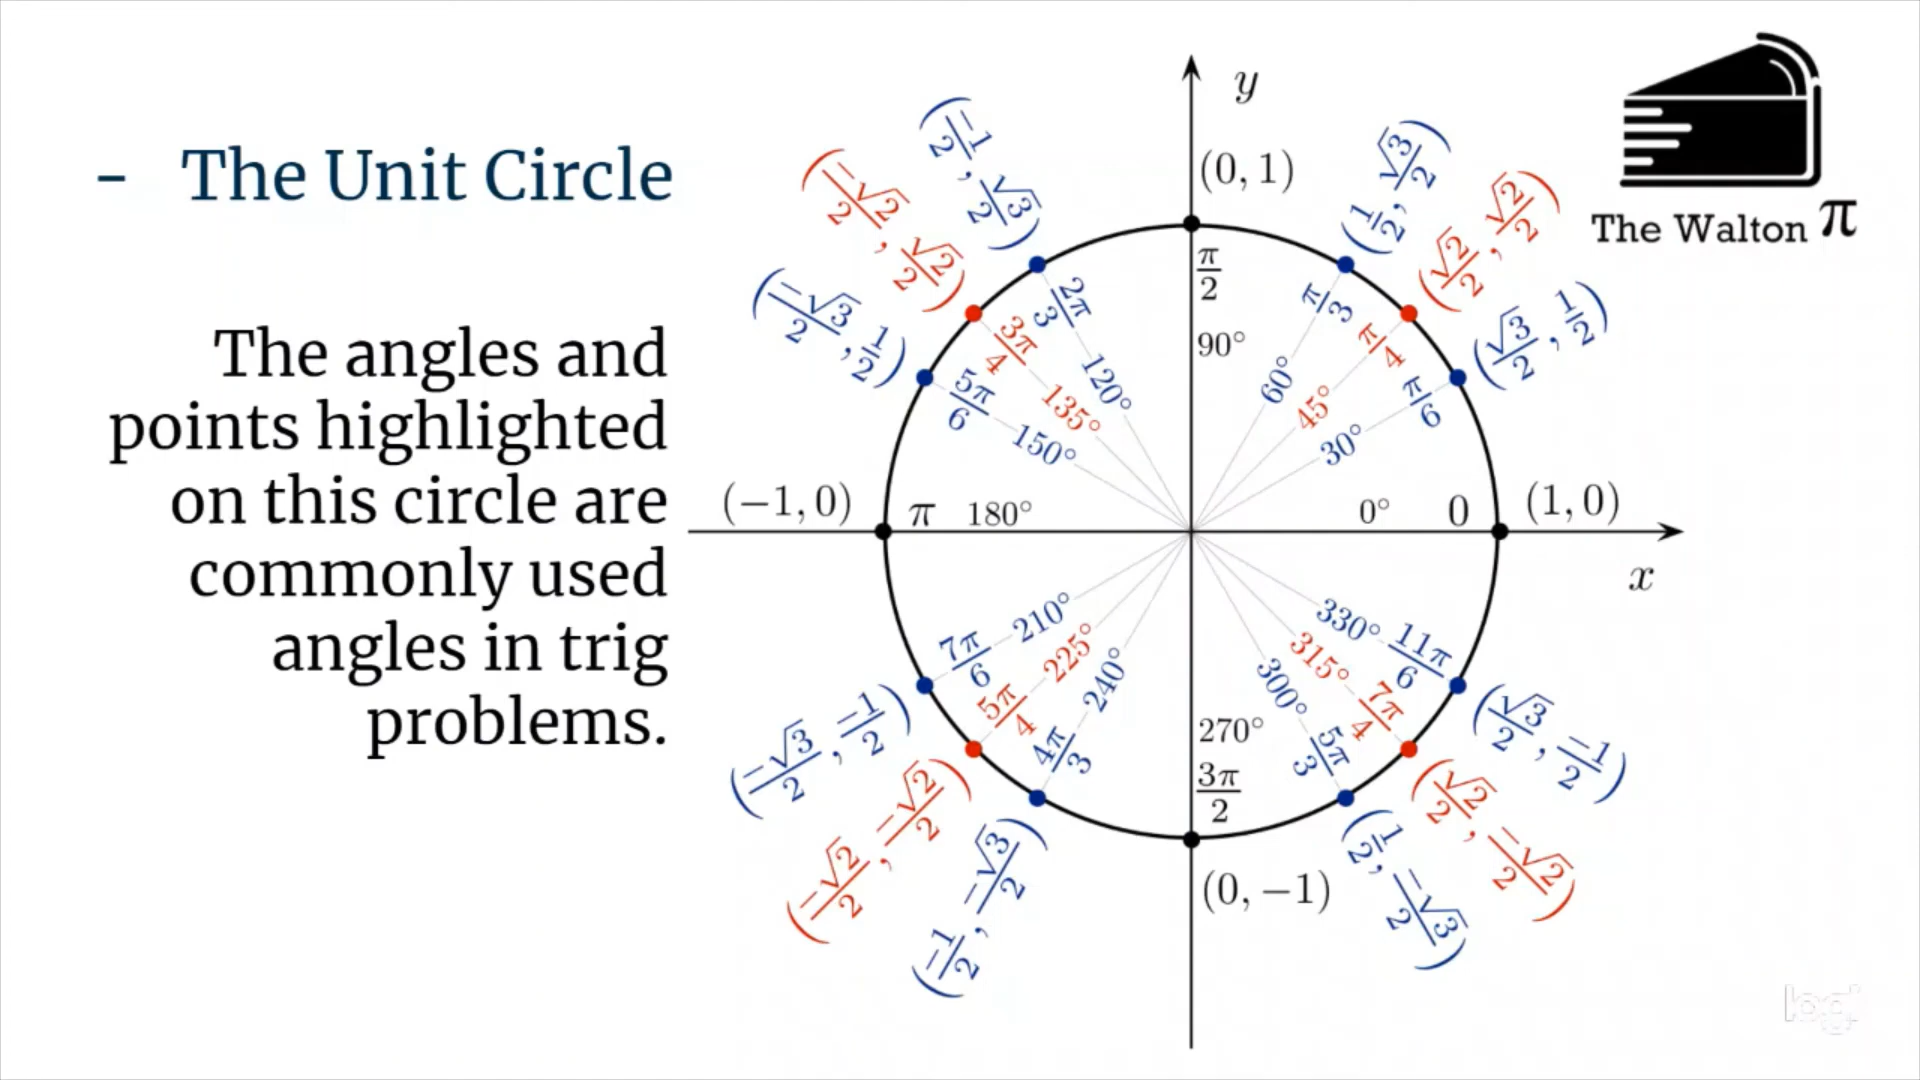 - The Unit Circle
The angles and
points highlighted
on this circle are
commonly used
angles in trig
problems.
The Walton π
y
x
(0, 1)
π/2
90°
(1/2, √3/2)
π/3
60°
(√2/2, √2/2)
π/4
45°
(√3/2, 1/2)
π/6
30°
(−1/2, √3/2)
2π/3
120°
(−√2/2, √2/2)
3π/4
135°
(−√3/2, 1/2)
5π/6
150°
(−1, 0)
π 180°
0° 0
(1, 0)
7π/6
210°
(−√3/2, −1/2)
5π/4
225°
(−√2/2, −√2/2)
4π/3
240°
(−1/2, −√3/2)
270°
3π/2
(0, −1)
300°
5π/3
(1/2, −√3/2)
315°
7π/4
(√2/2, −√2/2)
330°
11π/6
(√3/2, −1/2)
logi